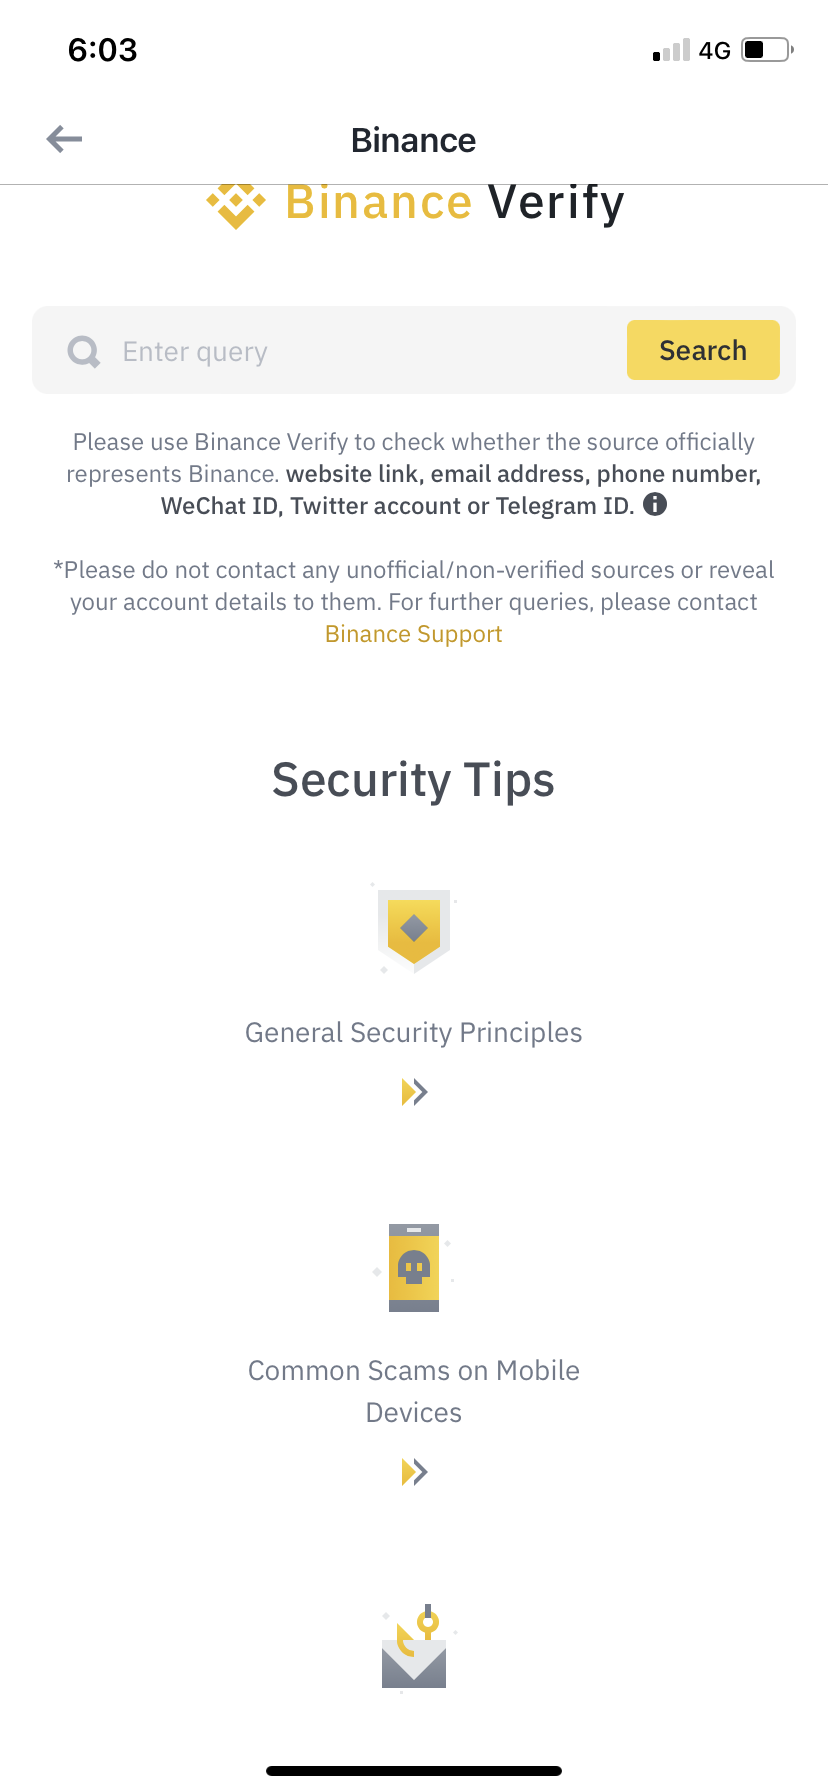 6:03
4G
Binance
Binance Verify
Enter query
Search
Please use Binance Verify to check whether the source officially
represents Binance. website link, email address, phone number,
WeChat ID, Twitter account or Telegram ID.
*Please do not contact any unofficial/non-verified sources or reveal
your account details to them. For further queries, please contact
Binance Support
Security Tips
General Security Principles
Common Scams on Mobile
Devices